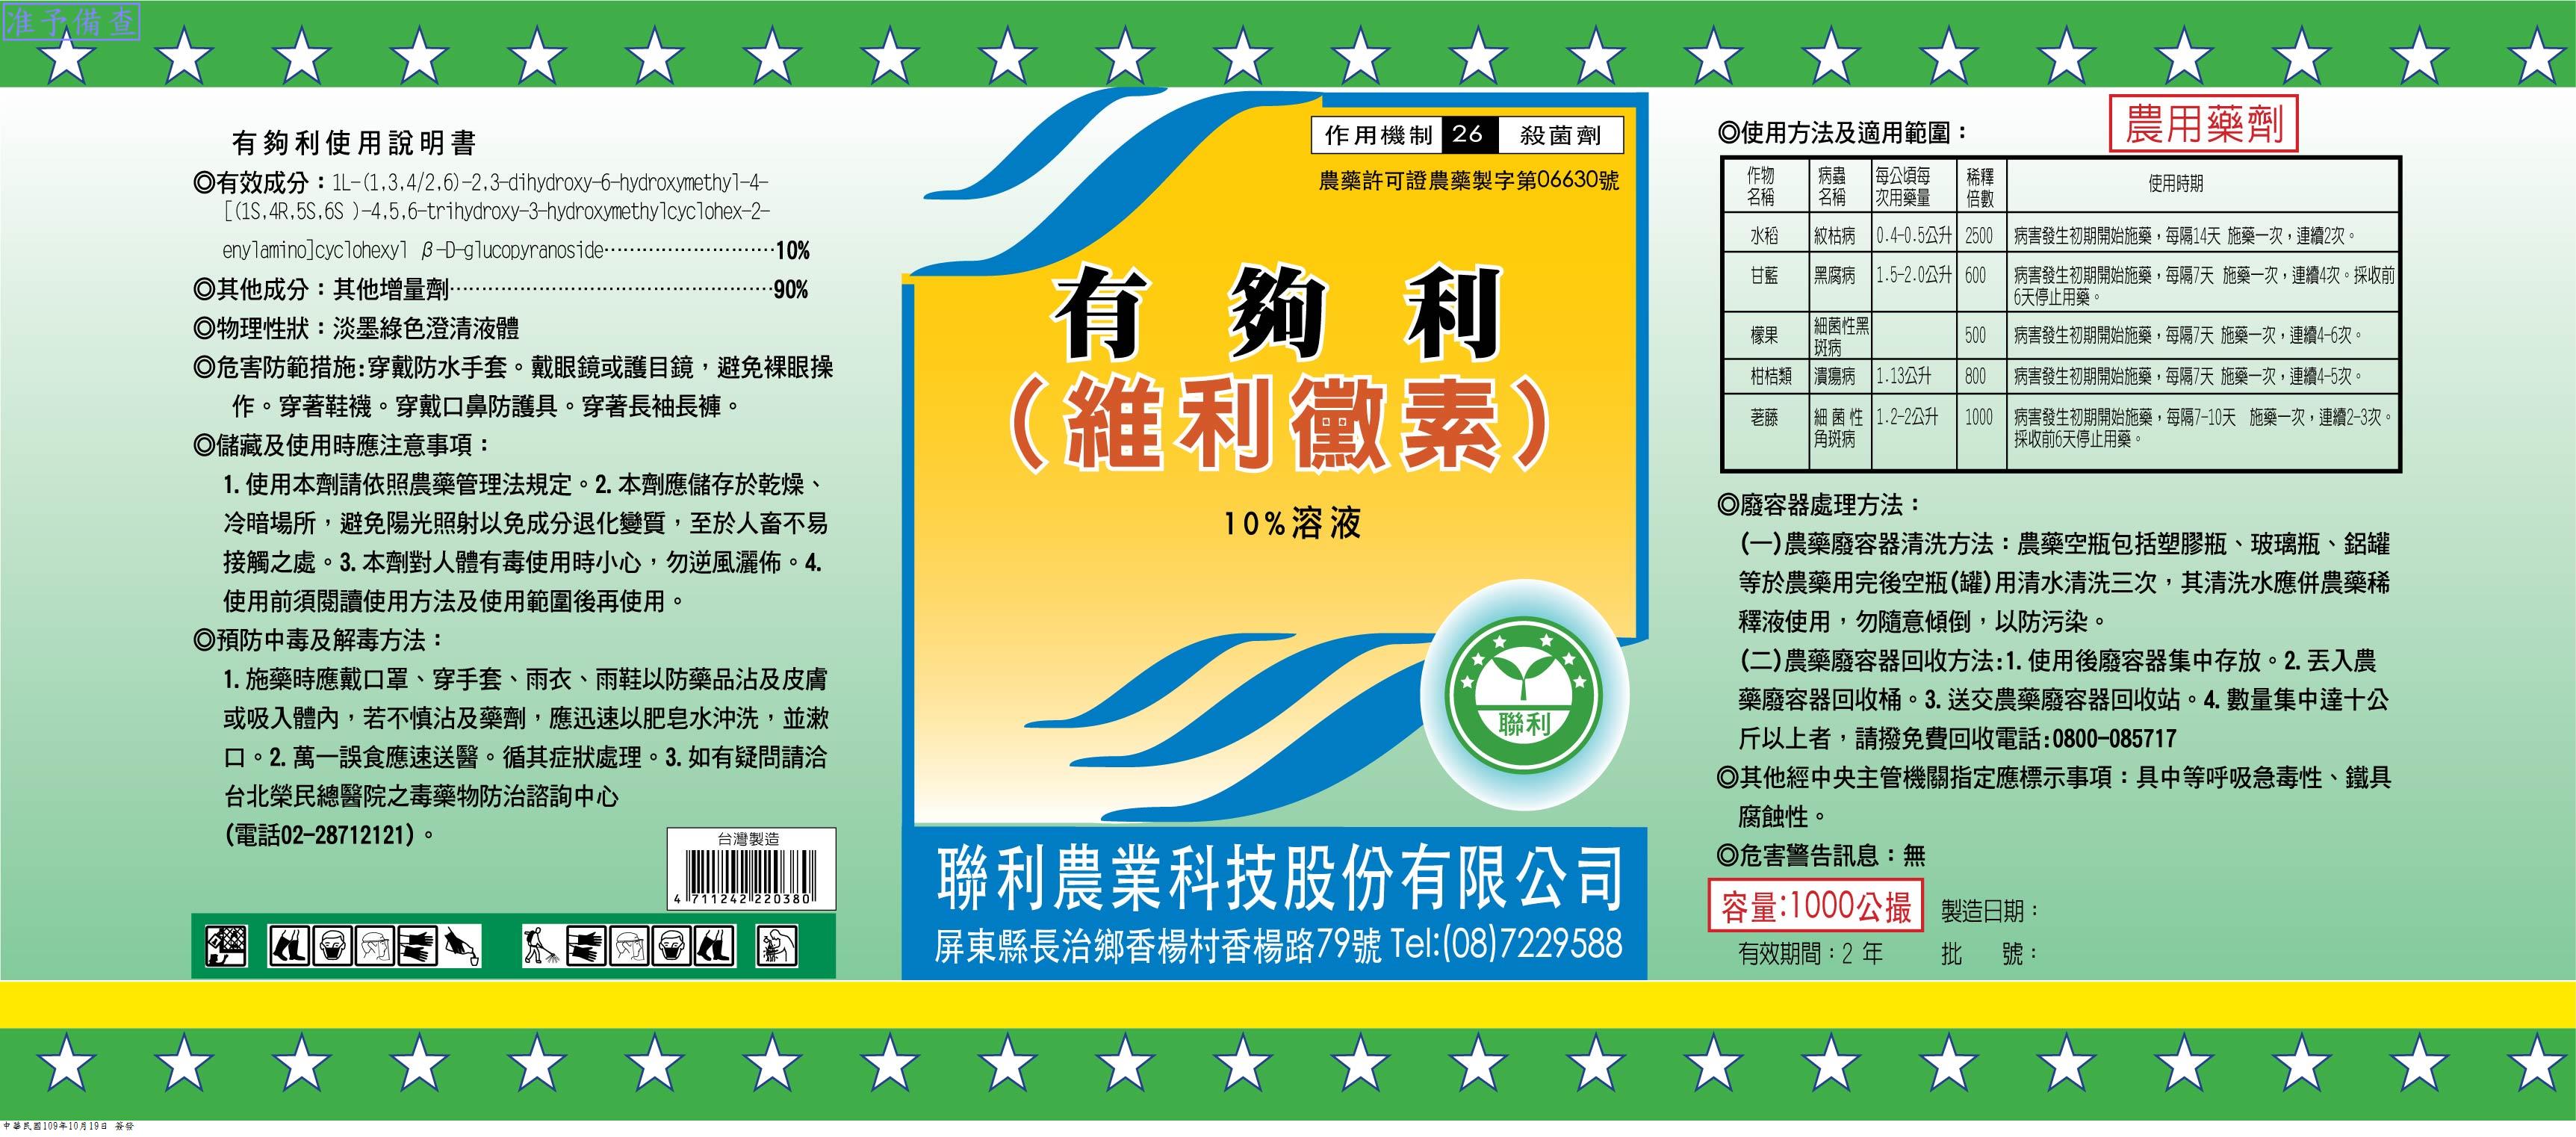 准予備查
有夠利使用說明書
◎有效成分：1L-(1,3,4/2,6)-2,3-dihydroxy-6-hydroxymethyl-4-
[(1S,4R,5S,6S )-4,5,6-trihydroxy-3-hydroxymethylcyclohex-2-
enylamino]cyclohexyl β-D-glucopyranoside…………………………10%
◎其他成分：其他增量劑………………………………………………90%
◎物理性狀：淡墨綠色澄清液體
◎危害防範措施:穿戴防水手套。戴眼鏡或護目鏡，避免裸眼操
作。穿著鞋襪。穿戴口鼻防護具。穿著長袖長褲。
◎儲藏及使用時應注意事項：
1.使用本劑請依照農藥管理法規定。2.本劑應儲存於乾燥、
冷暗場所，避免陽光照射以免成分退化變質，至於人畜不易
接觸之處。3.本劑對人體有毒使用時小心，勿逆風灑佈。4.
使用前須閱讀使用方法及使用範圍後再使用。
◎預防中毒及解毒方法：
1.施藥時應戴口罩、穿手套、雨衣、雨鞋以防藥品沾及皮膚
或吸入體內，若不慎沾及藥劑，應迅速以肥皂水沖洗，並漱
口。2.萬一誤食應速送醫。循其症狀處理。3.如有疑問請洽
台北榮民總醫院之毒藥物防治諮詢中心
(電話02-28712121)。
台灣製造
4 711242 220380
作用機制 26 殺菌劑
農藥許可證農藥製字第06630號
有夠利
（維利黴素）
10%溶液
聯利
聯利農業科技股份有限公司
屏東縣長治鄉香楊村香楊路79號 Tel:(08)7229588
農用藥劑
◎使用方法及適用範圍：
作物名稱 病蟲名稱 每公頃每次用藥量 稀釋倍數 使用時期
水稻 紋枯病 0.4-0.5公升 2500 病害發生初期開始施藥，每隔14天 施藥一次，連續2次。
甘藍 黑腐病 1.5-2.0公升 600 病害發生初期開始施藥，每隔7天 施藥一次，連續4次。採收前
6天停止用藥。
檬果 細菌性黑斑病 500 病害發生初期開始施藥，每隔7天 施藥一次，連續4-6次。
柑桔類 潰瘍病 1.13公升 800 病害發生初期開始施藥，每隔7天 施藥一次，連續4-5次。
荖藤 細菌性角斑病 1.2-2公升 1000 病害發生初期開始施藥，每隔7-10天 施藥一次，連續2-3次。
採收前6天停止用藥。
◎廢容器處理方法：
(一)農藥廢容器清洗方法：農藥空瓶包括塑膠瓶、玻璃瓶、鋁罐
等於農藥用完後空瓶(罐)用清水清洗三次，其清洗水應併農藥稀
釋液使用，勿隨意傾倒，以防污染。
(二)農藥廢容器回收方法:1.使用後廢容器集中存放。2.丟入農
藥廢容器回收桶。3.送交農藥廢容器回收站。4.數量集中達十公
斤以上者，請撥免費回收電話:0800-085717
◎其他經中央主管機關指定應標示事項：具中等呼吸急毒性、鐵具
腐蝕性。
◎危害警告訊息：無
容量:1000公撮 製造日期：
有效期間：2 年 批 號：
中華民國109年10月19日 簽發